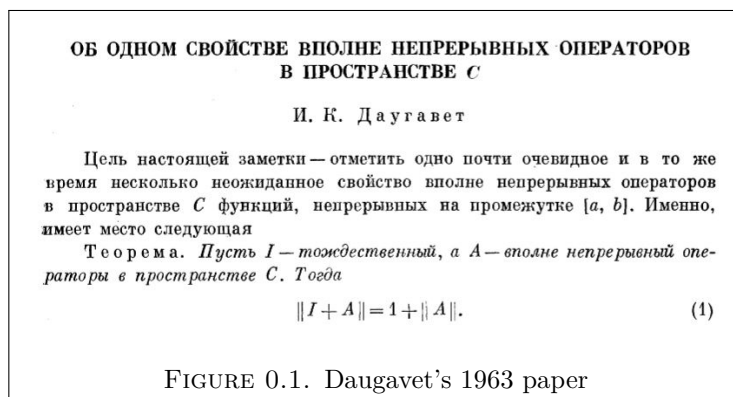 ОБ ОДНОМ СВОЙСТВЕ ВПОЛНЕ НЕПРЕРЫВНЫХ ОПЕРАТОРОВ
В ПРОСТРАНСТВЕ C
И. К. Даугавет
Цель настоящей заметки — отметить одно почти очевидное и в то же
время несколько неожиданное свойство вполне непрерывных операторов
в пространстве C функций, непрерывных на промежутке [a, b]. Именно,
имеет место следующая
Теорема. Пусть I — тождественный, а A — вполне непрерывный опе-
раторы в пространстве C. Тогда
||I + A|| = 1 + ||A||. (1)
FIGURE 0.1. Daugavet's 1963 paper